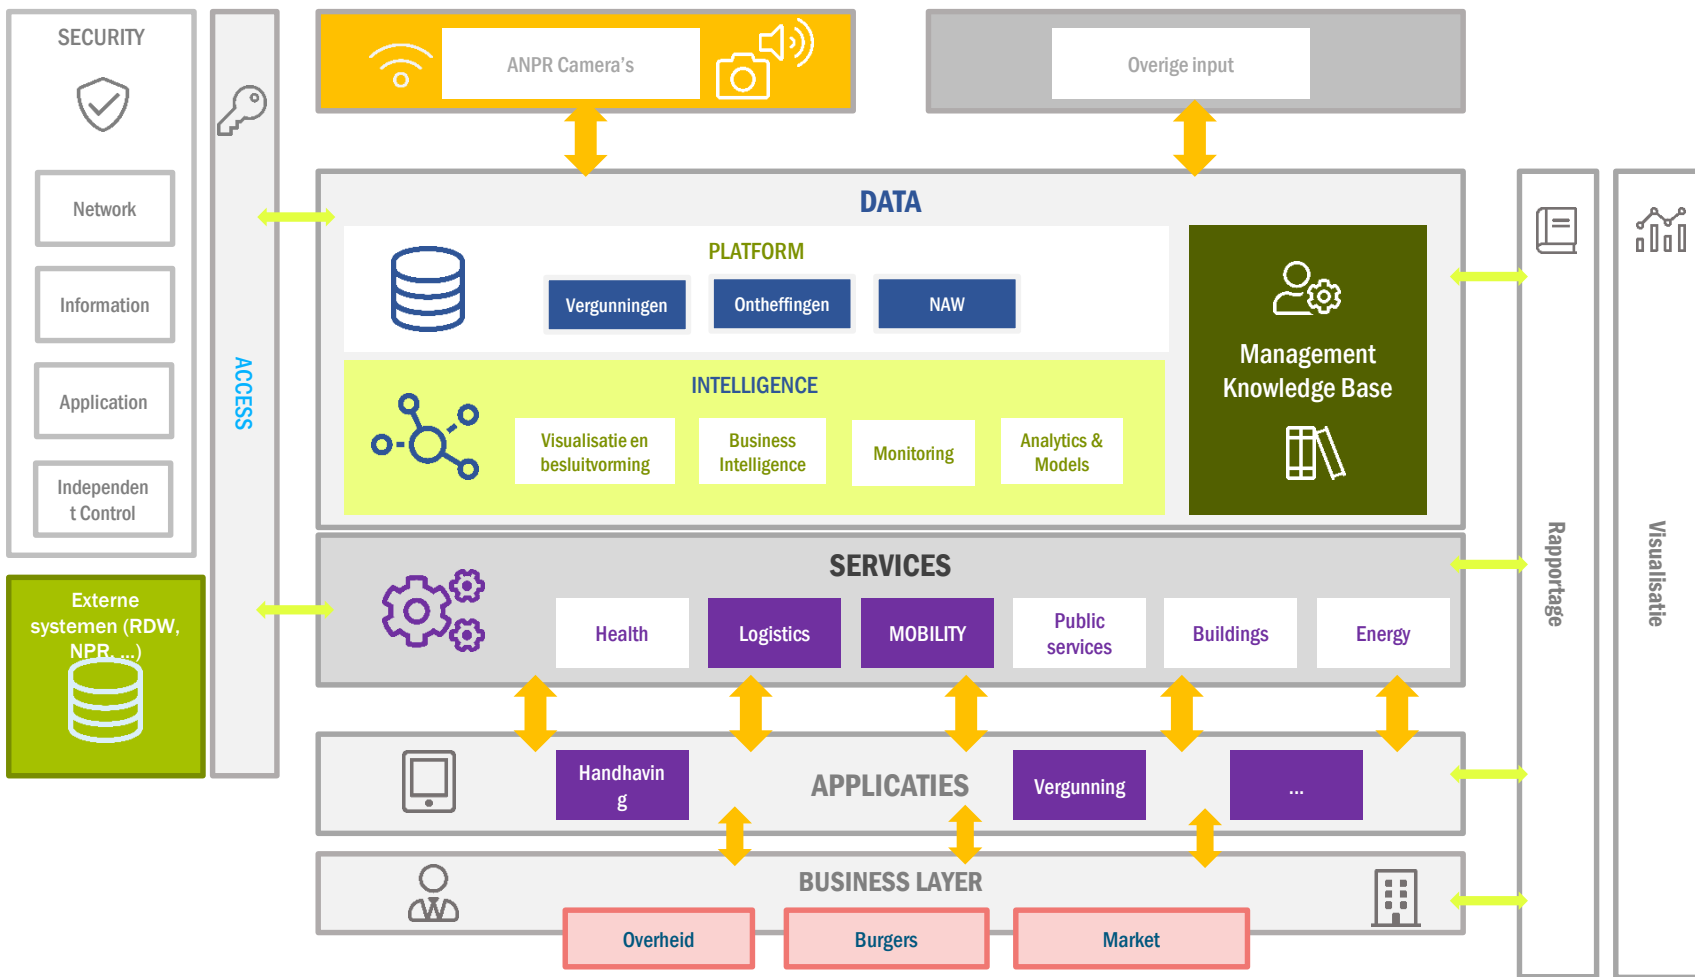 SECURITY
Network
Information
Application
Independen
t Control
Externe
systemen (RDW,
NPR, ...)
ACCESS
ANPR Camera's
Overige input
DATA
PLATFORM
Vergunningen
Ontheffingen
NAW
INTELLIGENCE
Visualisatie en
besluitvorming
Business
Intelligence
Monitoring
Analytics &
Models
Management
Knowledge Base
SERVICES
Health
Logistics
MOBILITY
Public
services
Buildings
Energy
APPLICATIES
Handhavin
g
Vergunning
...
BUSINESS LAYER
Overheid
Burgers
Market
Rapportage
Visualisatie